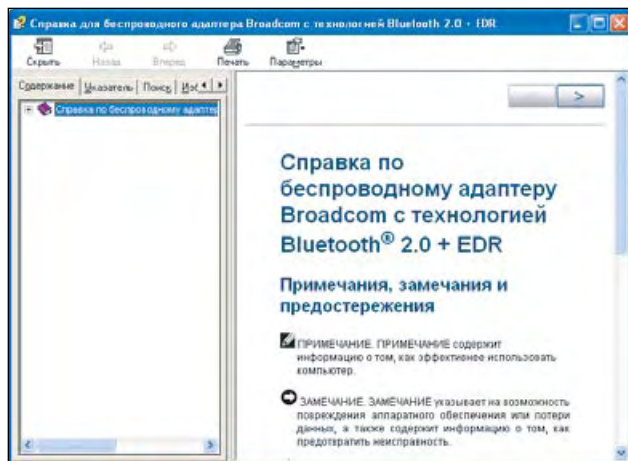 Справка для беспроводного адаптера Broadcom с технологией Bluetooth 2.0 + EDR
Скрыть Назад Вперед Печать Параметры
Содержание Указатель Поиск Изб
Справка по беспроводному адаптер
>
Справка по
беспроводному адаптеру
Broadcom с технологией
Bluetooth® 2.0 + EDR
Примечания, замечания и
предостережения
ПРИМЕЧАНИЕ. ПРИМЕЧАНИЕ содержит
информацию о том, как эффективнее использовать
компьютер.
ЗАМЕЧАНИЕ. ЗАМЕЧАНИЕ указывает на возможность
повреждения аппаратного обеспечения или потери
данных, а также содержит информацию о том, как
предотвратить неисправность.